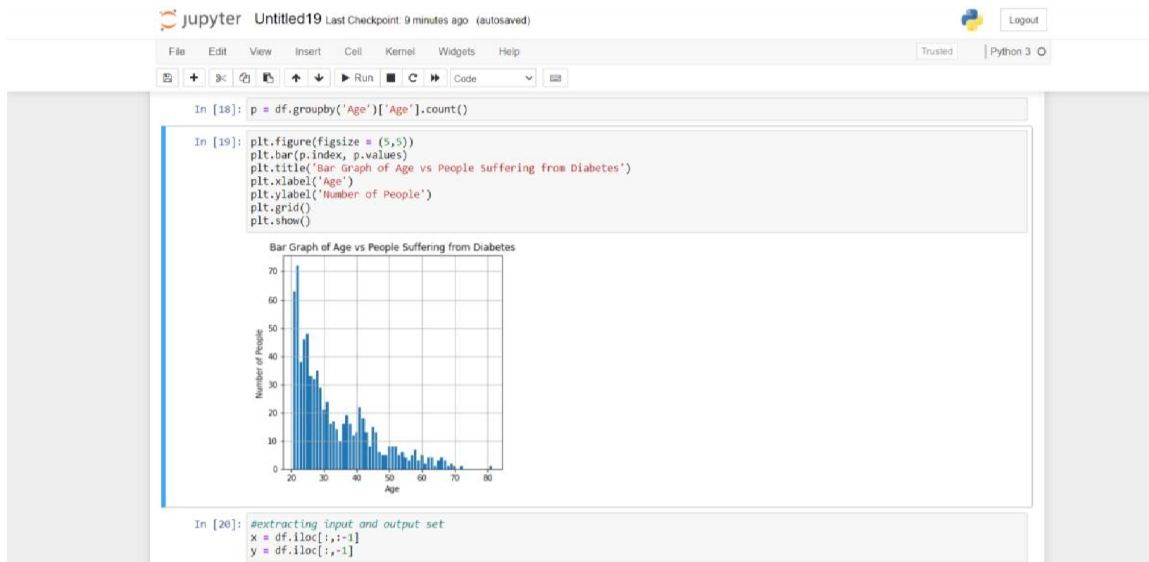 jupyter Untitled19 Last Checkpoint: 9 minutes ago (autosaved)
Logout
File Edit View Insert Cell Kernel Widgets Help
Trusted Python 3
Run Code
In [18]: p = df.groupby('Age')['Age'].count()
In [19]: plt.figure(figsize = (5,5))
plt.bar(p.index, p.values)
plt.title('Bar Graph of Age vs People Suffering from Diabetes')
plt.xlabel('Age')
plt.ylabel('Number of People')
plt.grid()
plt.show()
Bar Graph of Age vs People Suffering from Diabetes
Number of People
70
60
50
40
30
20
10
0
20 30 40 50 60 70 80
Age
In [20]: #extracting input and output set
x = df.iloc[:,:-1]
y = df.iloc[:,-1]